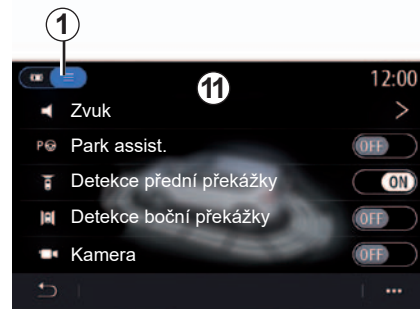 1
11
12:00
Zvuk
Park assist.
OFF
Detekce přední překážky
ON
Detekce boční překážky
OFF
Kamera
OFF